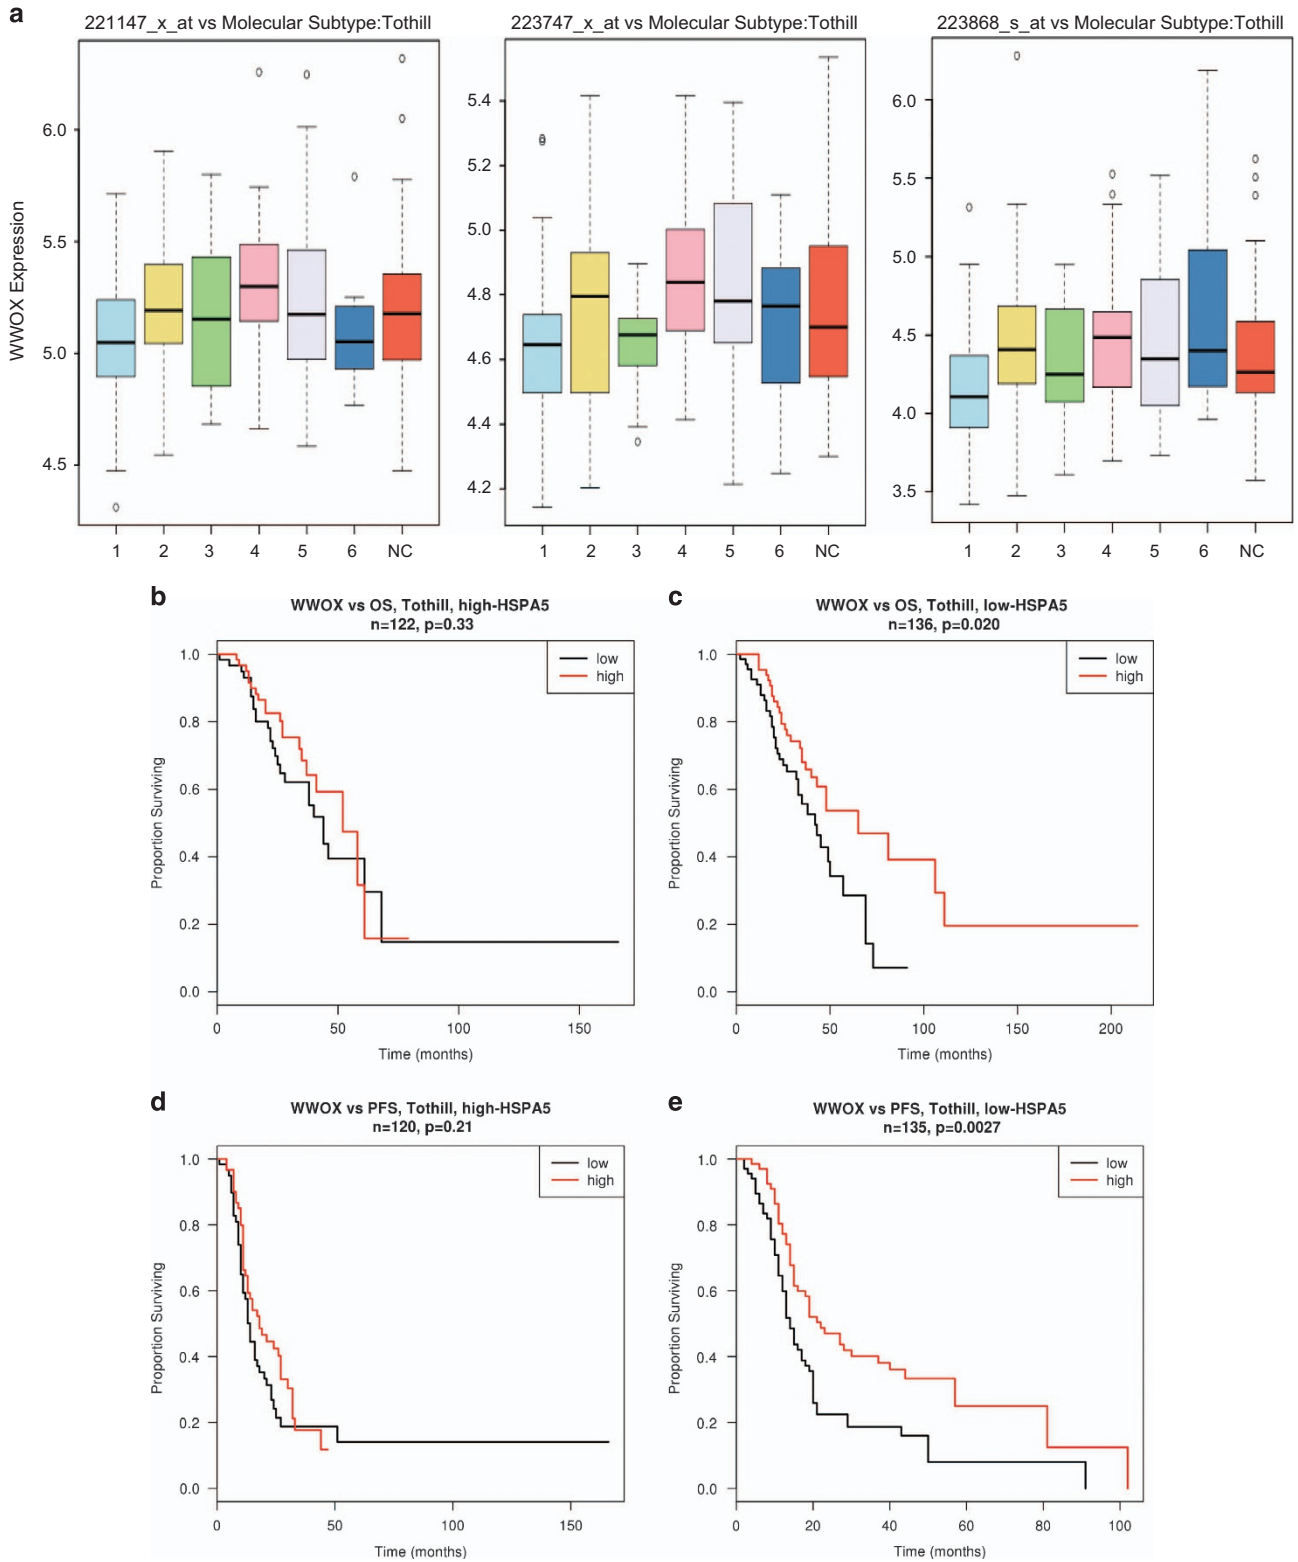 a
221147_x_at vs Molecular Subtype:Tothill
223747_x_at vs Molecular Subtype:Tothill
223868_s_at vs Molecular Subtype:Tothill
WWOX Expression
6.0
5.5
5.0
4.5
1 2 3 4 5 6 NC
5.4
5.2
5.0
4.8
4.6
4.4
4.2
1 2 3 4 5 6 NC
6.0
5.5
5.0
4.5
4.0
3.5
1 2 3 4 5 6 NC
b
WWOX vs OS, Tothill, high-HSPA5
n=122, p=0.33
low
high
Proportion Surviving
1.0
0.8
0.6
0.4
0.2
0.0
0 50 100 150
Time (months)
c
WWOX vs OS, Tothill, low-HSPA5
n=136, p=0.020
low
high
Proportion Surviving
1.0
0.8
0.6
0.4
0.2
0.0
0 50 100 150 200
Time (months)
d
WWOX vs PFS, Tothill, high-HSPA5
n=120, p=0.21
low
high
Proportion Surviving
1.0
0.8
0.6
0.4
0.2
0.0
0 50 100 150
Time (months)
e
WWOX vs PFS, Tothill, low-HSPA5
n=135, p=0.0027
low
high
Proportion Surviving
1.0
0.8
0.6
0.4
0.2
0.0
0 20 40 60 80 100
Time (months)